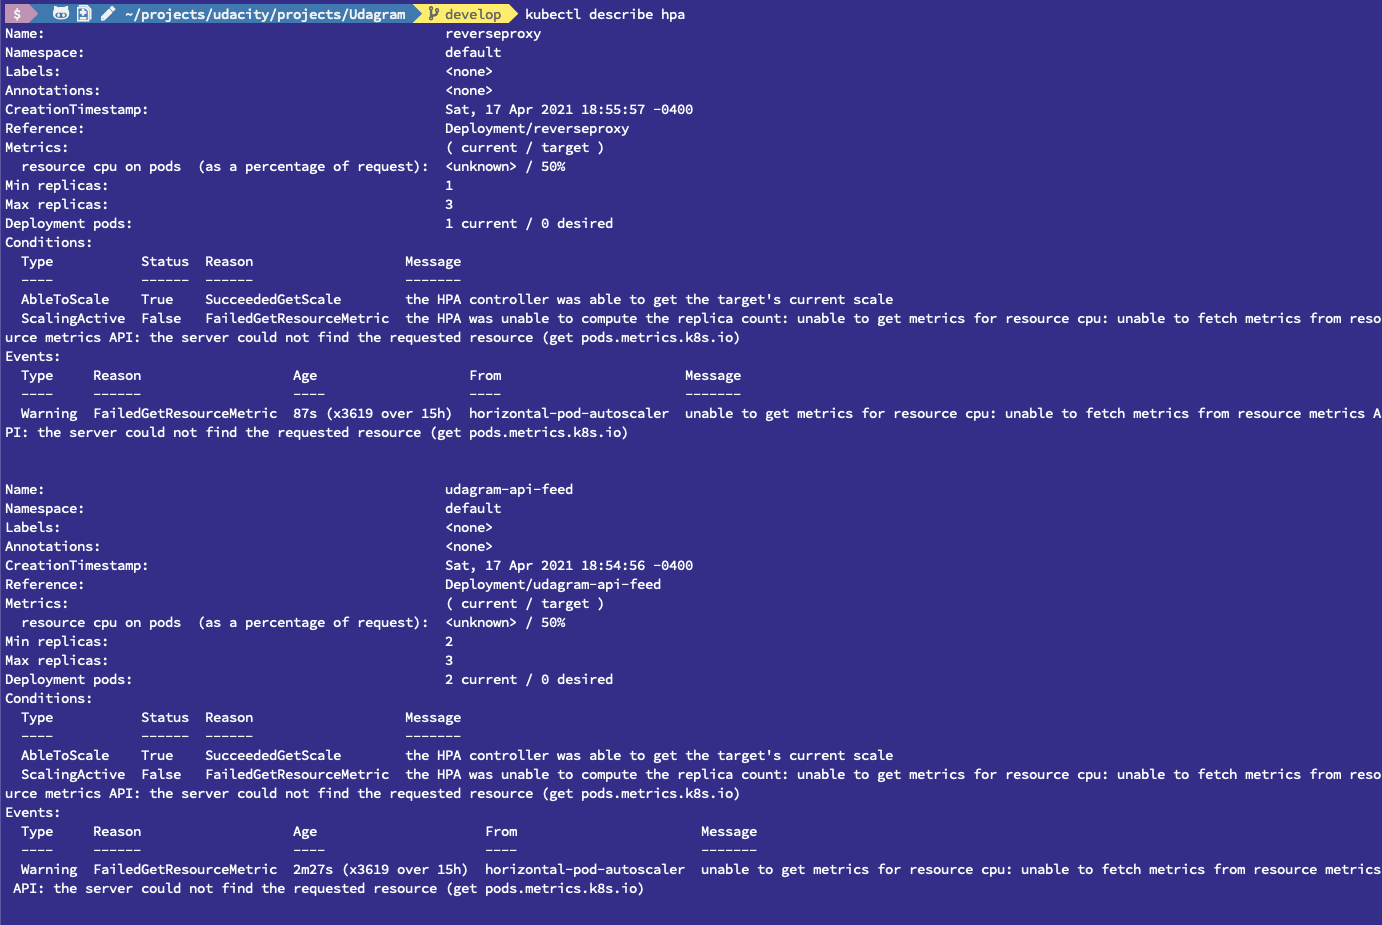 $ ~/projects/udacity/projects/Udagram develop kubectl describe hpa
Name: reverseproxy
Namespace: default
Labels: <none>
Annotations: <none>
CreationTimestamp: Sat, 17 Apr 2021 18:55:57 -0400
Reference: Deployment/reverseproxy
Metrics: ( current / target )
resource cpu on pods (as a percentage of request): <unknown> / 50%
Min replicas: 1
Max replicas: 3
Deployment pods: 1 current / 0 desired
Conditions:
Type Status Reason Message
---- ------ ------ -------
AbleToScale True SucceededGetScale the HPA controller was able to get the target's current scale
ScalingActive False FailedGetResourceMetric the HPA was unable to compute the replica count: unable to get metrics for resource cpu: unable to fetch metrics from reso
urce metrics API: the server could not find the requested resource (get pods.metrics.k8s.io)
Events:
Type Reason Age From Message
---- ------ ---- ---- -------
Warning FailedGetResourceMetric 87s (x3619 over 15h) horizontal-pod-autoscaler unable to get metrics for resource cpu: unable to fetch metrics from resource metrics A
PI: the server could not find the requested resource (get pods.metrics.k8s.io)
Name: udagram-api-feed
Namespace: default
Labels: <none>
Annotations: <none>
CreationTimestamp: Sat, 17 Apr 2021 18:54:56 -0400
Reference: Deployment/udagram-api-feed
Metrics: ( current / target )
resource cpu on pods (as a percentage of request): <unknown> / 50%
Min replicas: 2
Max replicas: 3
Deployment pods: 2 current / 0 desired
Conditions:
Type Status Reason Message
---- ------ ------ -------
AbleToScale True SucceededGetScale the HPA controller was able to get the target's current scale
ScalingActive False FailedGetResourceMetric the HPA was unable to compute the replica count: unable to get metrics for resource cpu: unable to fetch metrics from reso
urce metrics API: the server could not find the requested resource (get pods.metrics.k8s.io)
Events:
Type Reason Age From Message
---- ------ ---- ---- -------
Warning FailedGetResourceMetric 2m27s (x3619 over 15h) horizontal-pod-autoscaler unable to get metrics for resource cpu: unable to fetch metrics from resource metrics
API: the server could not find the requested resource (get pods.metrics.k8s.io)